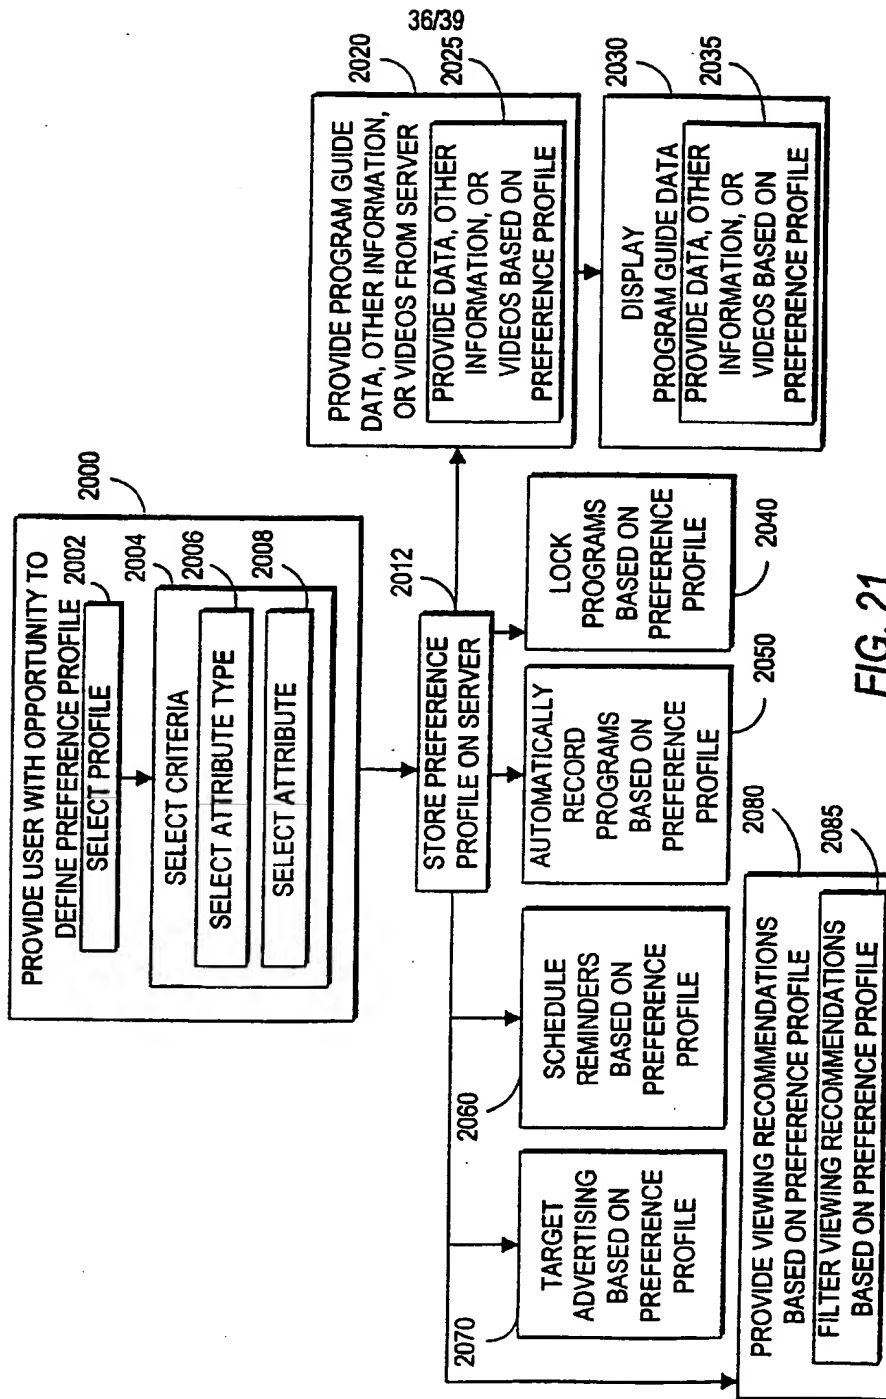 36/39
PROVIDE USER WITH OPPORTUNITY TO
DEFINE PREFERENCE PROFILE
2000
SELECT PROFILE
2002
SELECT CRITERIA
2004
SELECT ATTRIBUTE TYPE
2006
SELECT ATTRIBUTE
2008
STORE PREFERENCE
PROFILE ON SERVER
2012
PROVIDE PROGRAM GUIDE
DATA, OTHER INFORMATION,
OR VIDEOS FROM SERVER
2020
PROVIDE DATA, OTHER
INFORMATION, OR
VIDEOS BASED ON
PREFERENCE PROFILE
2025
DISPLAY
PROGRAM GUIDE DATA
2030
PROVIDE DATA, OTHER
INFORMATION, OR
VIDEOS BASED ON
PREFERENCE PROFILE
2035
LOCK
PROGRAMS
BASED ON
PREFERENCE
PROFILE
2040
AUTOMATICALLY
RECORD
PROGRAMS
BASED ON
PREFERENCE
PROFILE
2050
SCHEDULE
REMINDERS
BASED ON
PREFERENCE
PROFILE
2060
TARGET
ADVERTISING
BASED ON
PREFERENCE
PROFILE
2070
PROVIDE VIEWING RECOMMENDATIONS
BASED ON PREFERENCE PROFILE
2080
FILTER VIEWING RECOMMENDATIONS
BASED ON PREFERENCE PROFILE
2085
FIG. 21